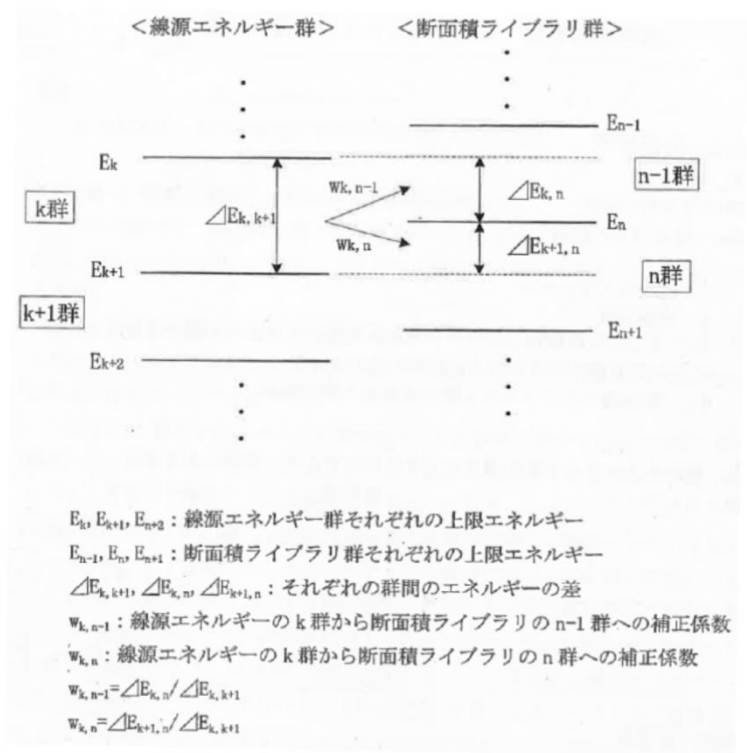 ＜線源エネルギー群＞ ＜断面積ライブラリ群＞
En-1
Ek
n-1群
k群
⊿Ek, k+1
Wk, n-1
⊿Ek, n
En
Wk, n
⊿Ek+1, n
Ek+1
n群
k+1群
En+1
Ek+2
Ek, Ek+1, En+2：線源エネルギー群それぞれの上限エネルギー
En-1, En, En+1：断面積ライブラリ群それぞれの上限エネルギー
⊿Ek, k+1, ⊿Ek, n, ⊿Ek+1, n：それぞれの群間のエネルギーの差
wk, n-1：線源エネルギーの k 群から断面積ライブラリの n-1 群への補正係数
wk, n：線源エネルギーの k 群から断面積ライブラリの n 群への補正係数
wk, n-1=⊿Ek, n/⊿Ek, k+1
wk, n=⊿Ek+1, n/⊿Ek, k+1